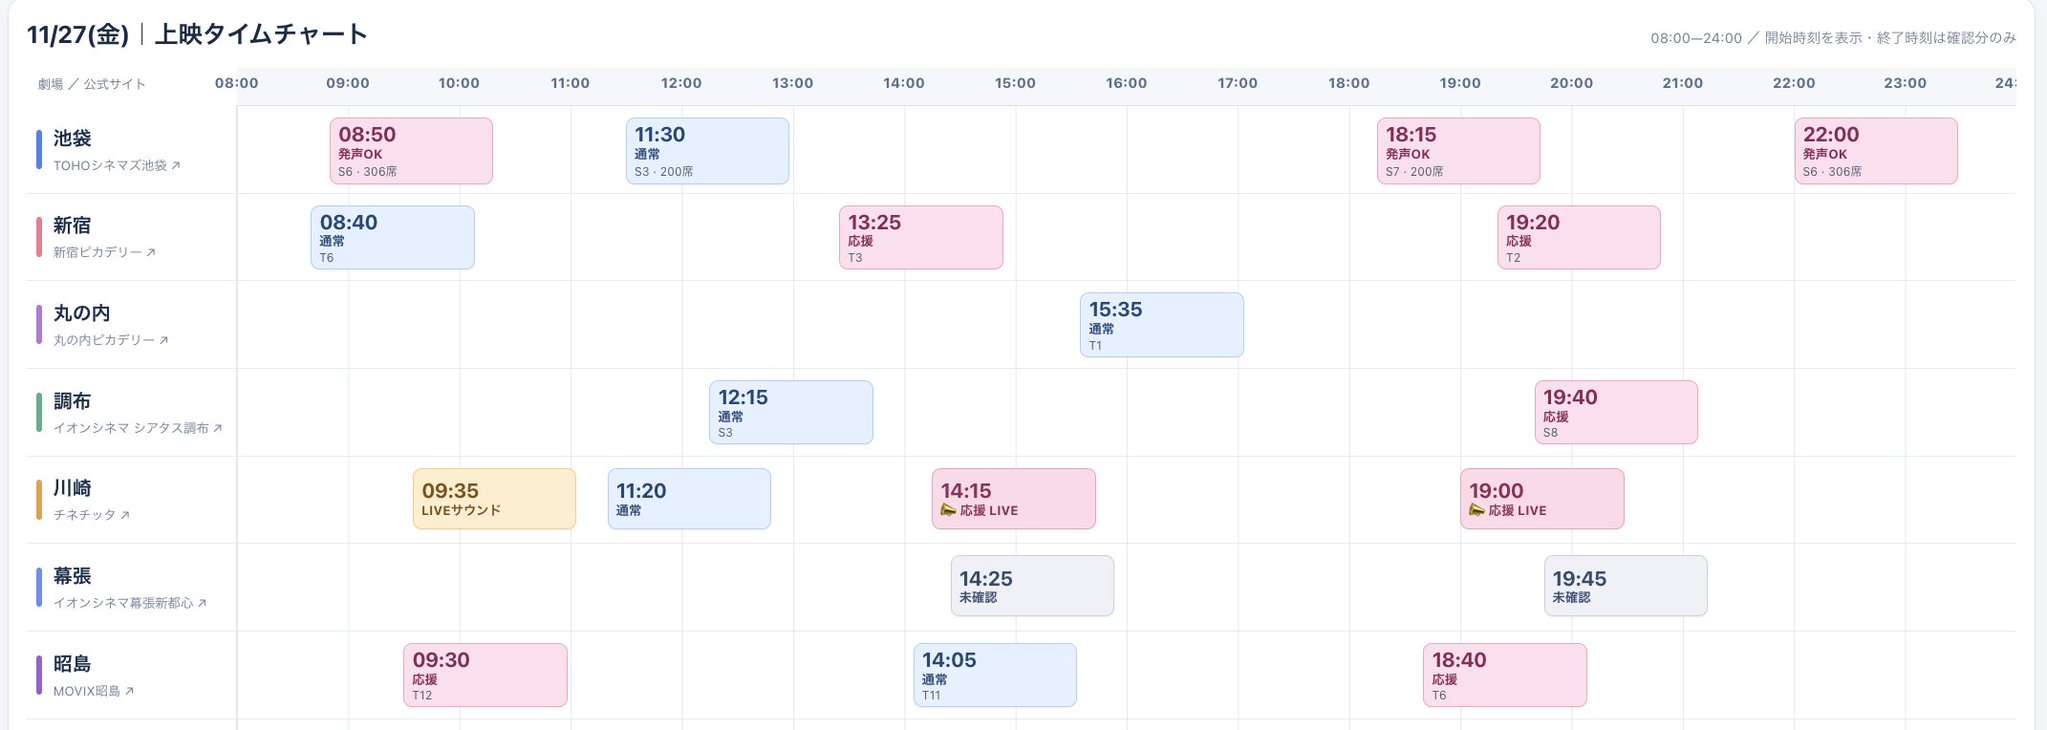 11/27(金)｜上映タイムチャート
08:00—24:00 ／ 開始時刻を表示・終了時刻は確認分のみ
劇場 ／ 公式サイト 08:00 09:00 10:00 11:00 12:00 13:00 14:00 15:00 16:00 17:00 18:00 19:00 20:00 21:00 22:00 23:00 24:
池袋
TOHOシネマズ池袋 ↗
08:50
発声OK
S6 · 306席
11:30
通常
S3 · 200席
18:15
発声OK
S7 · 200席
22:00
発声OK
S6 · 306席
新宿
新宿ピカデリー ↗
08:40
通常
T6
13:25
応援
T3
19:20
応援
T2
丸の内
丸の内ピカデリー ↗
15:35
通常
T1
調布
イオンシネマ シアタス調布 ↗
12:15
通常
S3
19:40
応援
S8
川崎
チネチッタ ↗
09:35
LIVEサウンド
11:20
通常
14:15
📣 応援 LIVE
19:00
📣 応援 LIVE
幕張
イオンシネマ幕張新都心 ↗
14:25
未確認
19:45
未確認
昭島
MOVIX昭島 ↗
09:30
応援
T12
14:05
通常
T11
18:40
応援
T6